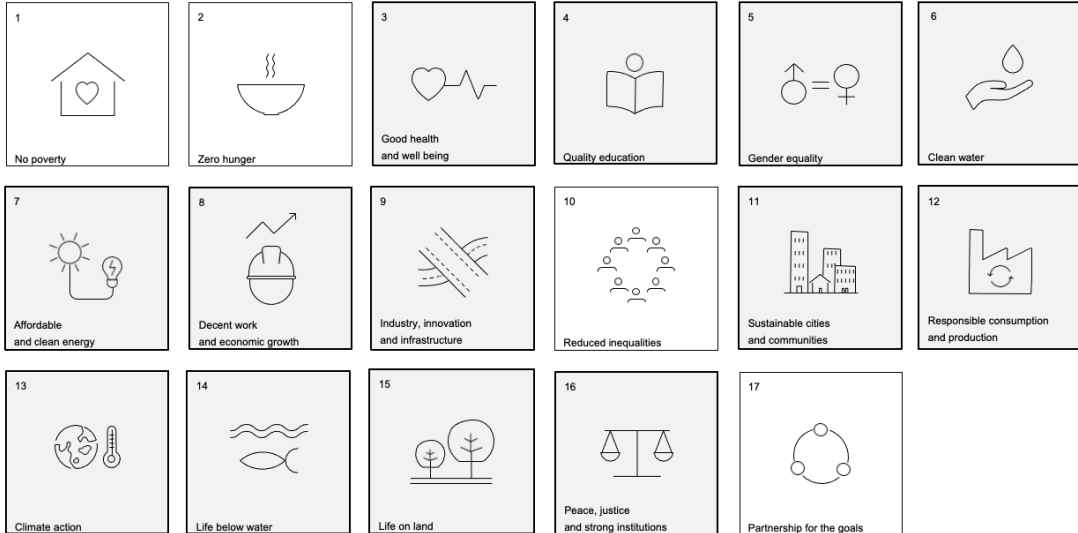 1
No poverty
2
Zero hunger
3
Good health
and well being
4
Quality education
5
Gender equality
6
Clean water
7
Affordable
and clean energy
8
Decent work
and economic growth
9
Industry, innovation
and infrastructure
10
Reduced inequalities
11
Sustainable cities
and communities
12
Responsible consumption
and production
13
Climate action
14
Life below water
15
Life on land
16
Peace, justice
and strong institutions
17
Partnership for the goals